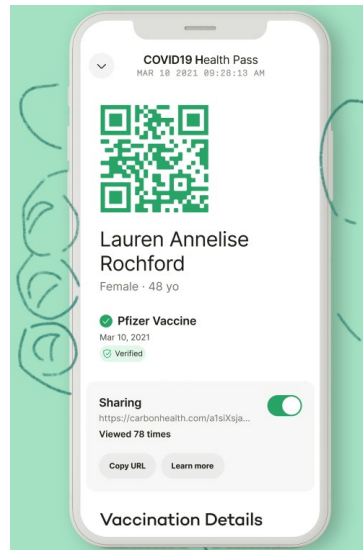 COVID19 Health Pass
MAR 10 2021 09:28:13 AM
Lauren Annelise
Rochford
Female · 48 yo
Pfizer Vaccine
Mar 10, 2021
Verified
Sharing
https://carbonhealth.com/a1siXsja...
Viewed 78 times
Copy URL
Learn more
Vaccination Details